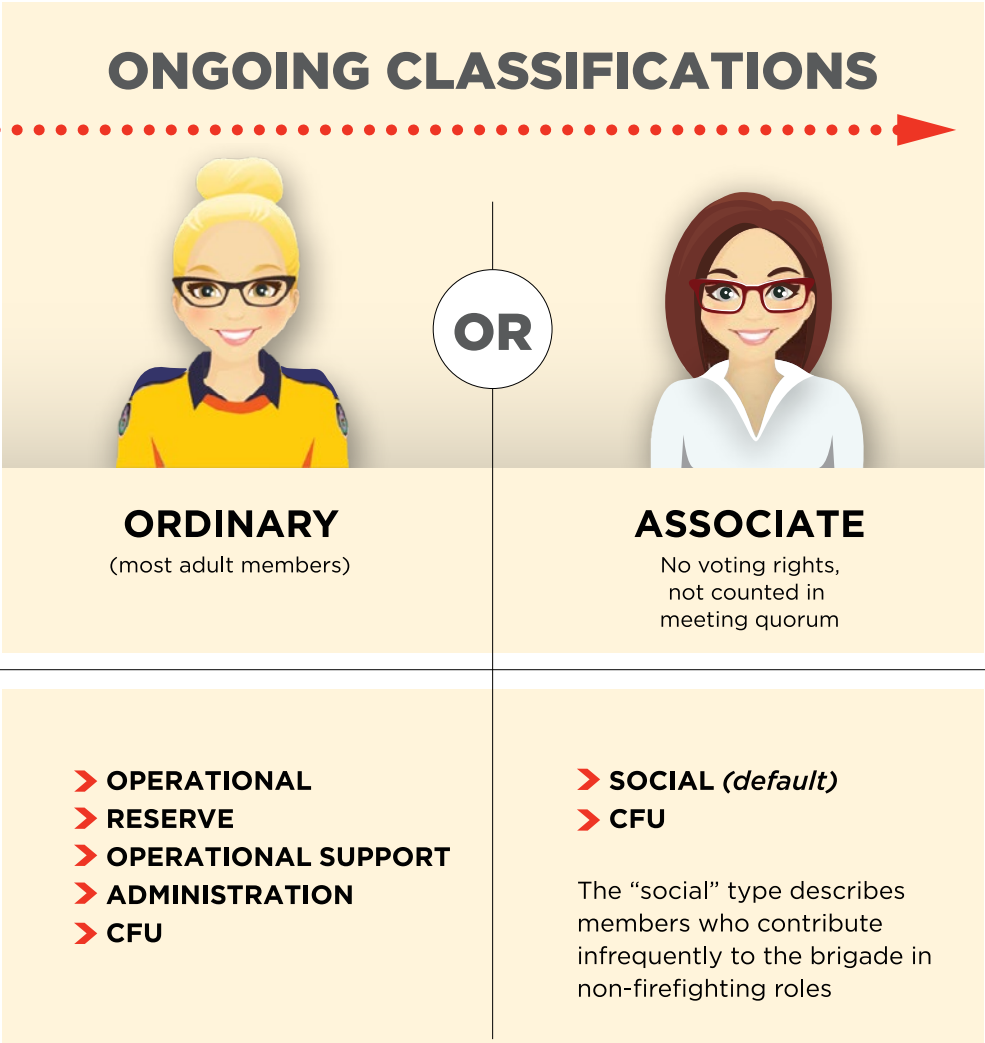 ONGOING CLASSIFICATIONS
OR
ORDINARY
(most adult members)
ASSOCIATE
No voting rights,
not counted in
meeting quorum
OPERATIONAL
RESERVE
OPERATIONAL SUPPORT
ADMINISTRATION
CFU
SOCIAL (default)
CFU
The “social” type describes
members who contribute
infrequently to the brigade in
non-firefighting roles